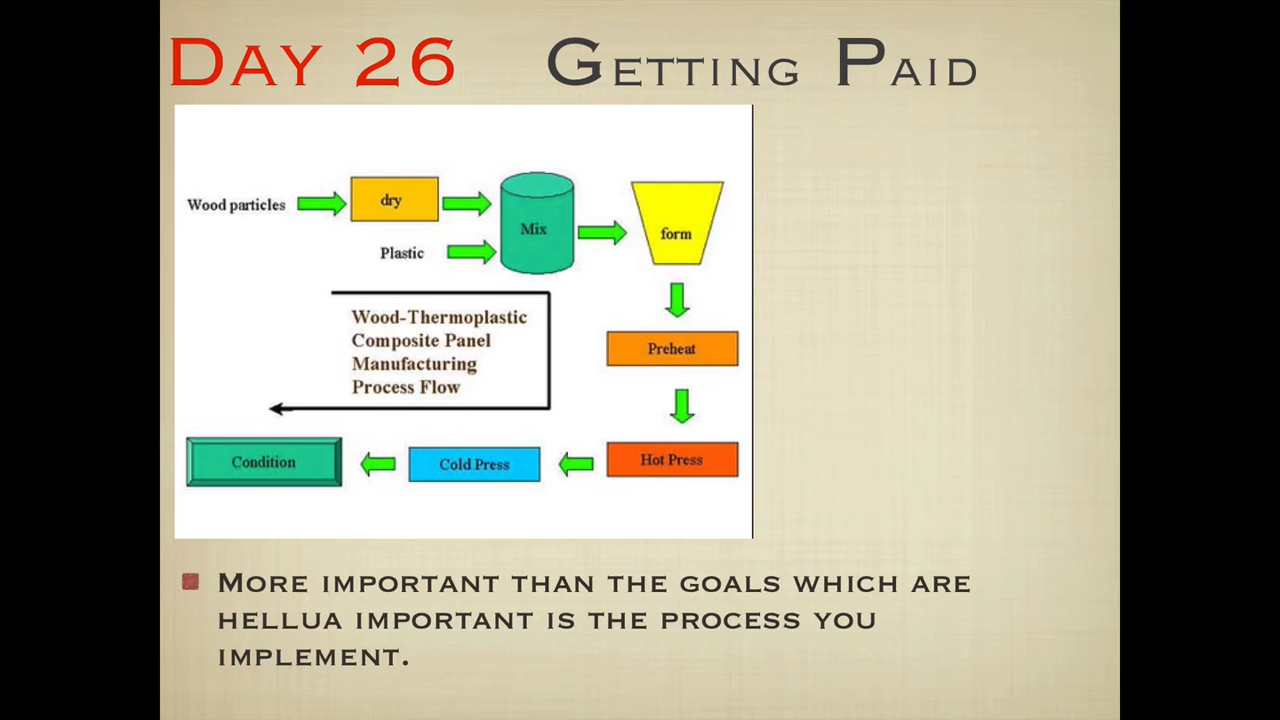 Day 26 Getting Paid
Wood particles
dry
Plastic
Mix
form
Wood-Thermoplastic
Composite Panel
Manufacturing
Process Flow
Preheat
Hot Press
Cold Press
Condition
More important than the goals which are
hellua important is the process you
implement.